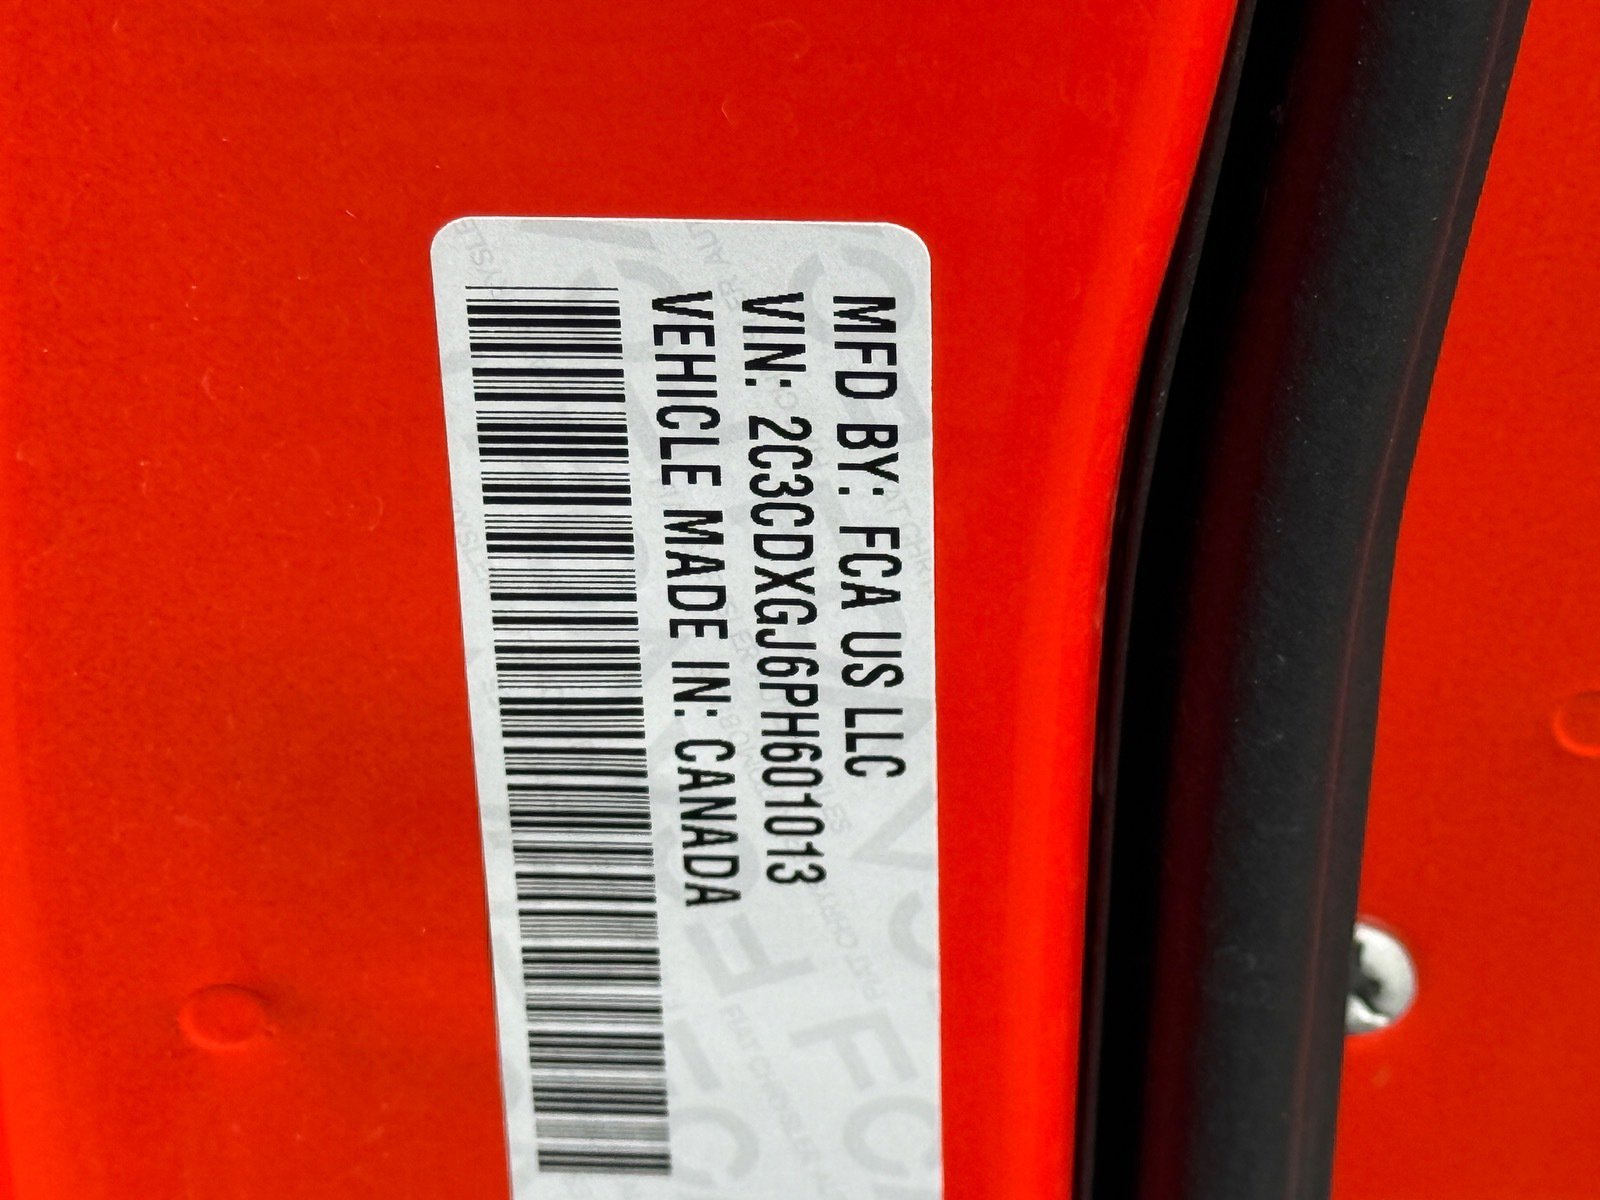 MFD BY: FCA US LLC
VIN: 2C3CDXGJ6PH601013
VEHICLE MADE IN: CANADA